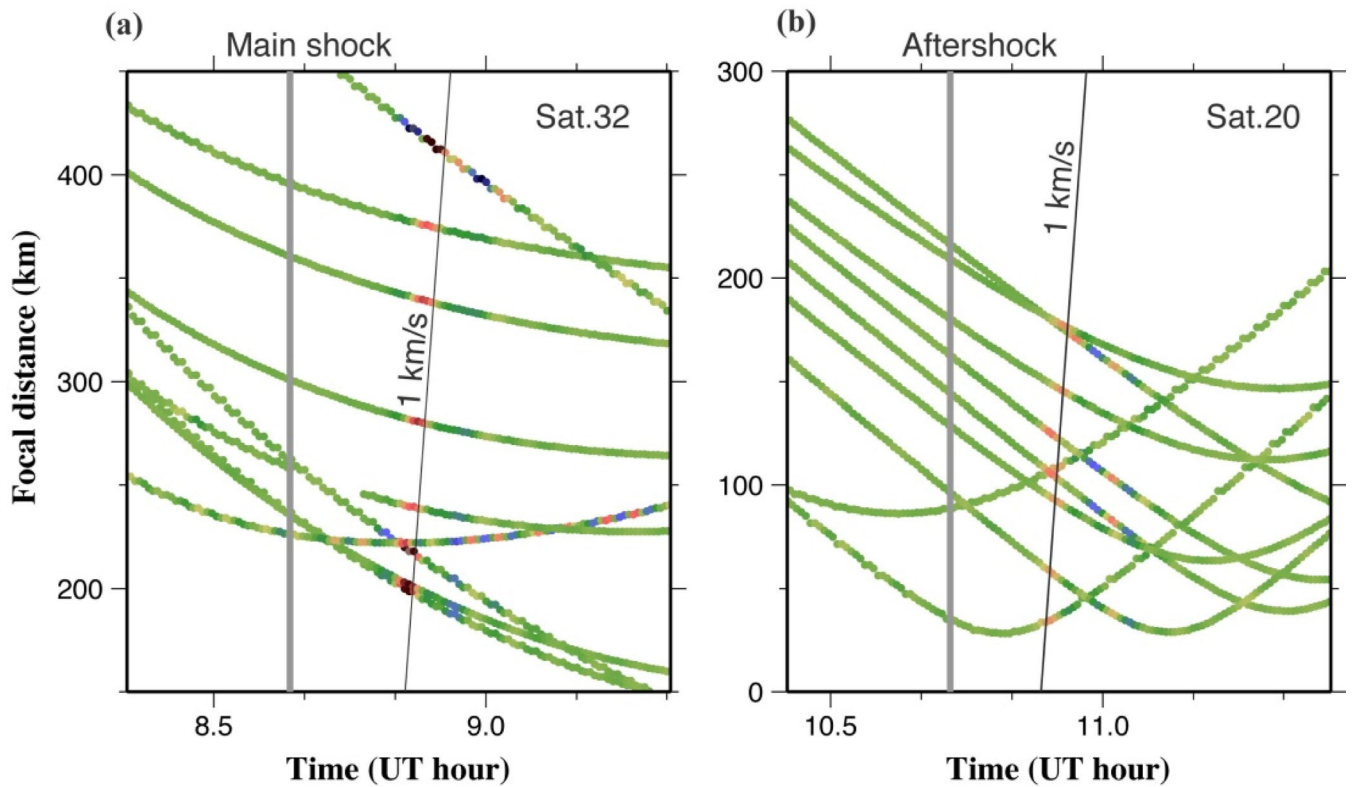 (a)
Main shock
Sat.32
1 km/s
400
300
200
8.5
9.0
Focal distance (km)
Time (UT hour)
(b)
Aftershock
Sat.20
1 km/s
300
200
100
0
10.5
11.0
Time (UT hour)